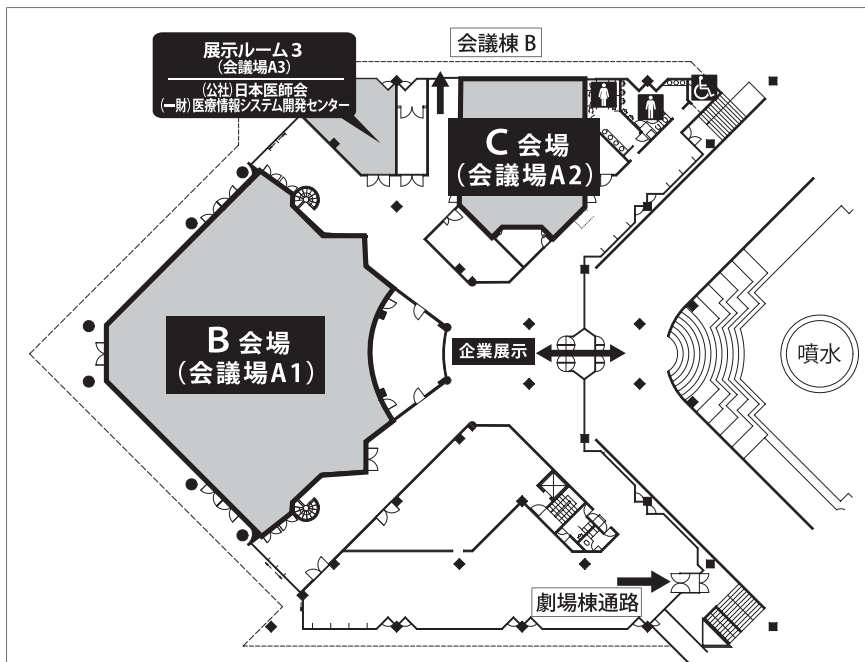 会議棟 B
展示ルーム3
(会議場A3)
(公社)日本医師会
(一財)医療情報システム開発センター
C 会場
(会議場A2)
B 会場
(会議場A1)
企業展示
噴水
劇場棟通路